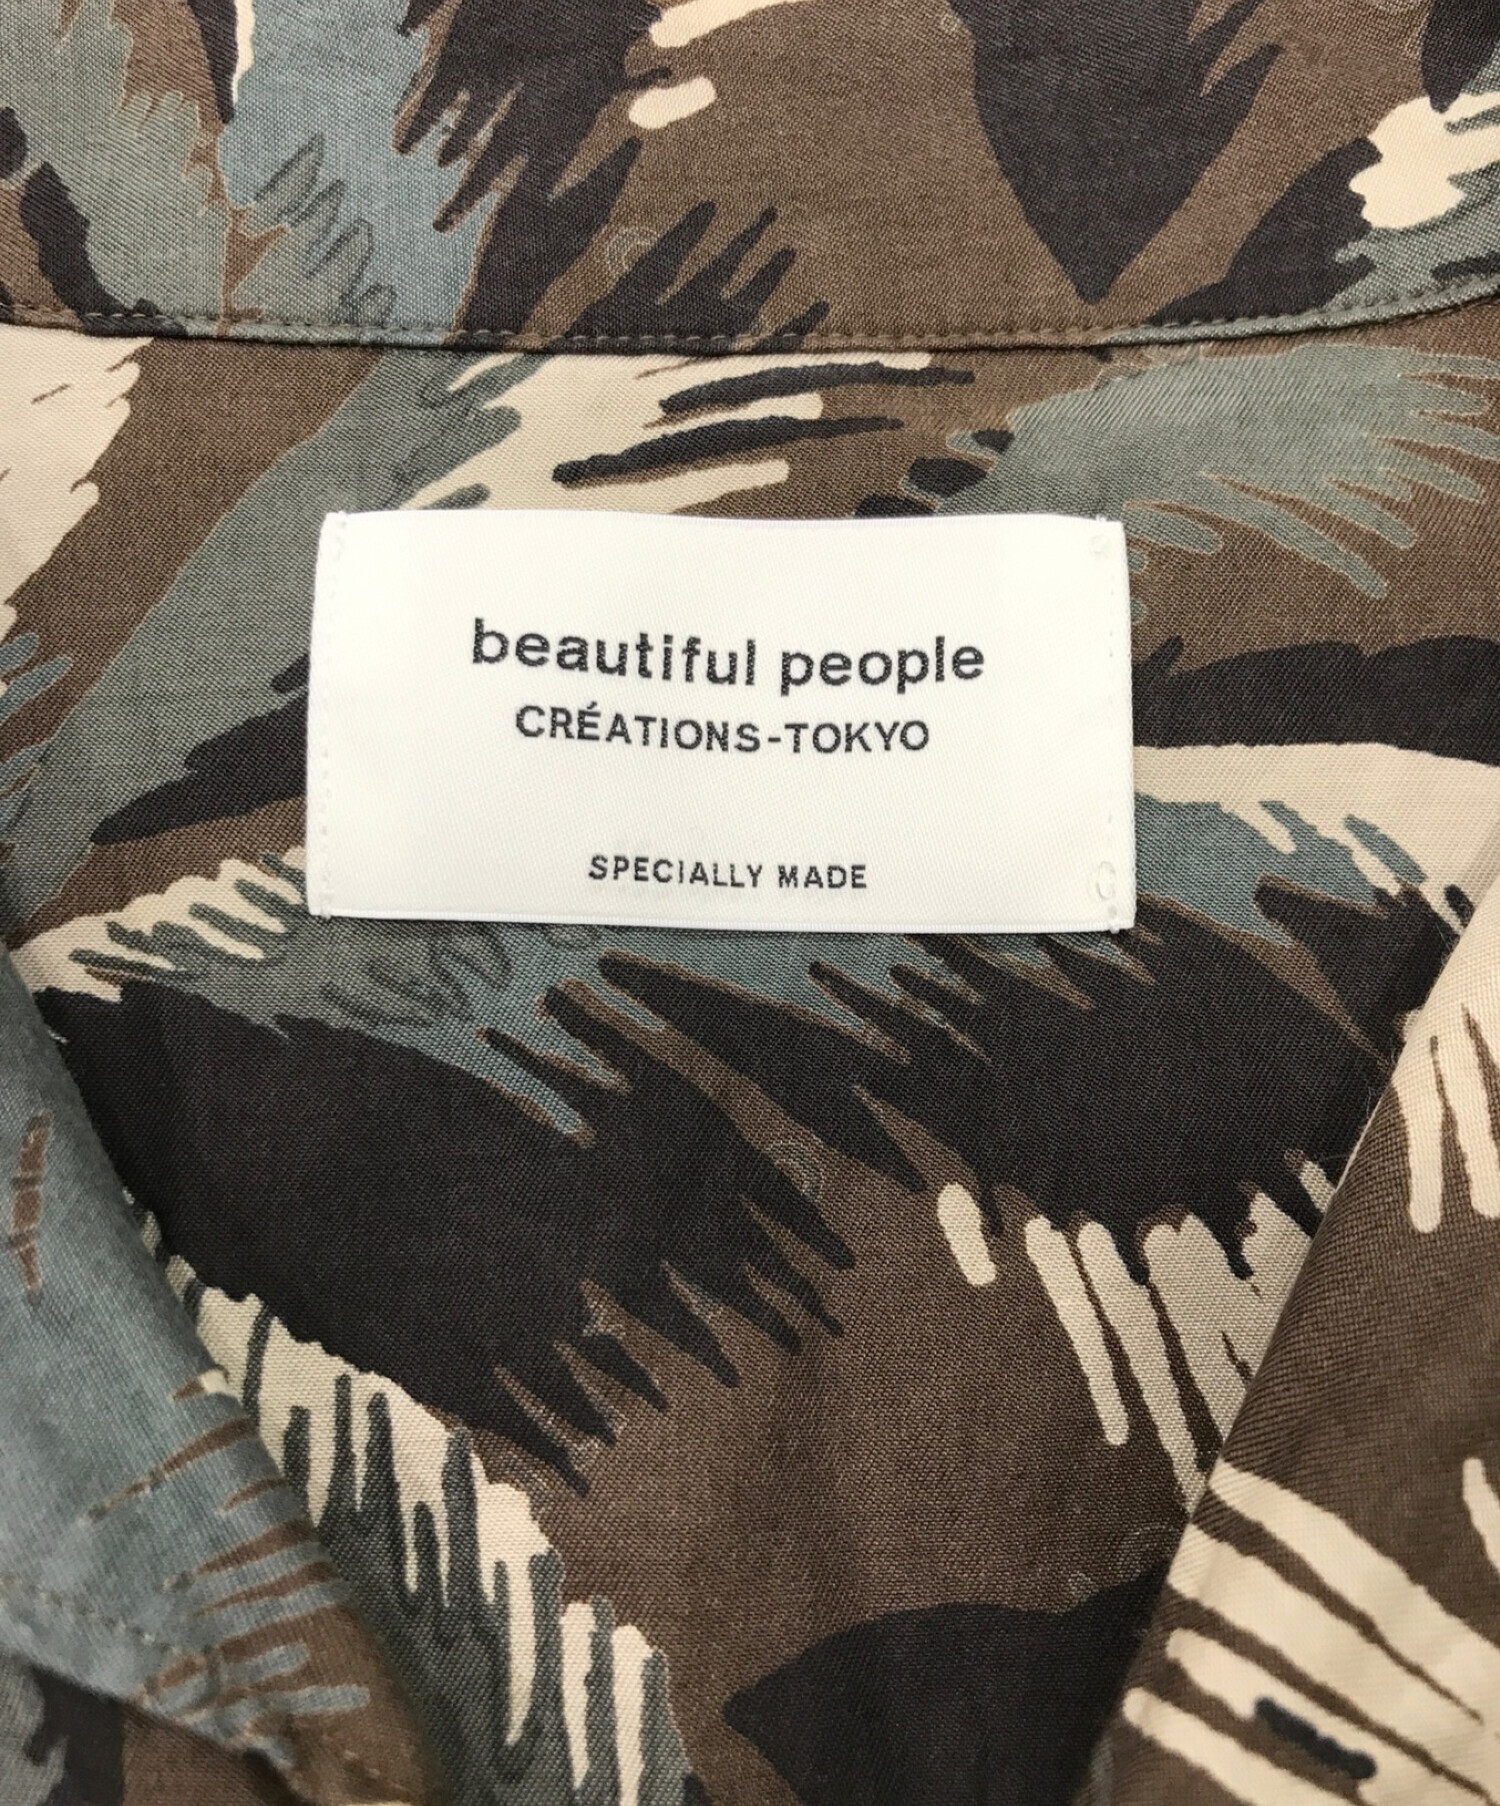 beautiful people
CRÉATIONS-TOKYO
SPECIALLY MADE